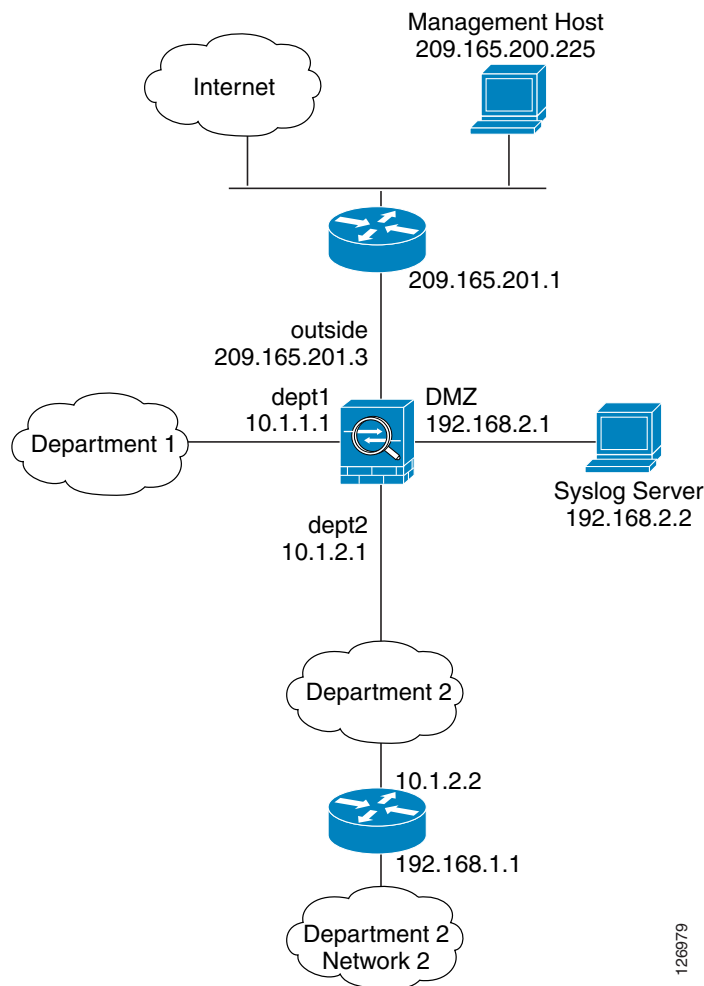 Management Host
209.165.200.225
Internet
209.165.201.1
outside
209.165.201.3
dept1
10.1.1.1
DMZ
192.168.2.1
Department 1
Syslog Server
192.168.2.2
dept2
10.1.2.1
Department 2
10.1.2.2
192.168.1.1
Department 2
Network 2
126979